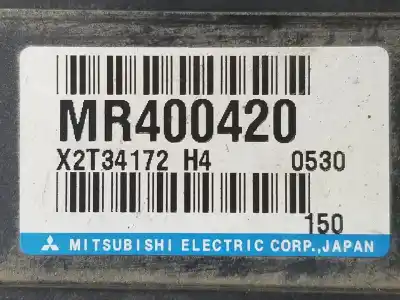 MR400420
X2T34172 H4 0530
150
MITSUBISHI ELECTRIC CORP.,JAPAN